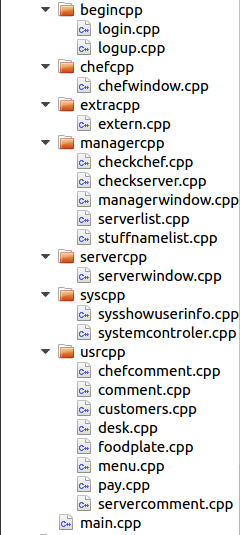 begincpp
login.cpp
logup.cpp
chefcpp
chefwindow.cpp
extracpp
extern.cpp
managercpp
checkchef.cpp
checkserver.cpp
managerwindow.cpp
serverlist.cpp
stuffnamelist.cpp
servercpp
serverwindow.cpp
syscpp
sysshowuserinfo.cpp
systemcontroler.cpp
usrcpp
chefcomment.cpp
comment.cpp
customers.cpp
desk.cpp
foodplate.cpp
menu.cpp
pay.cpp
servercomment.cpp
main.cpp